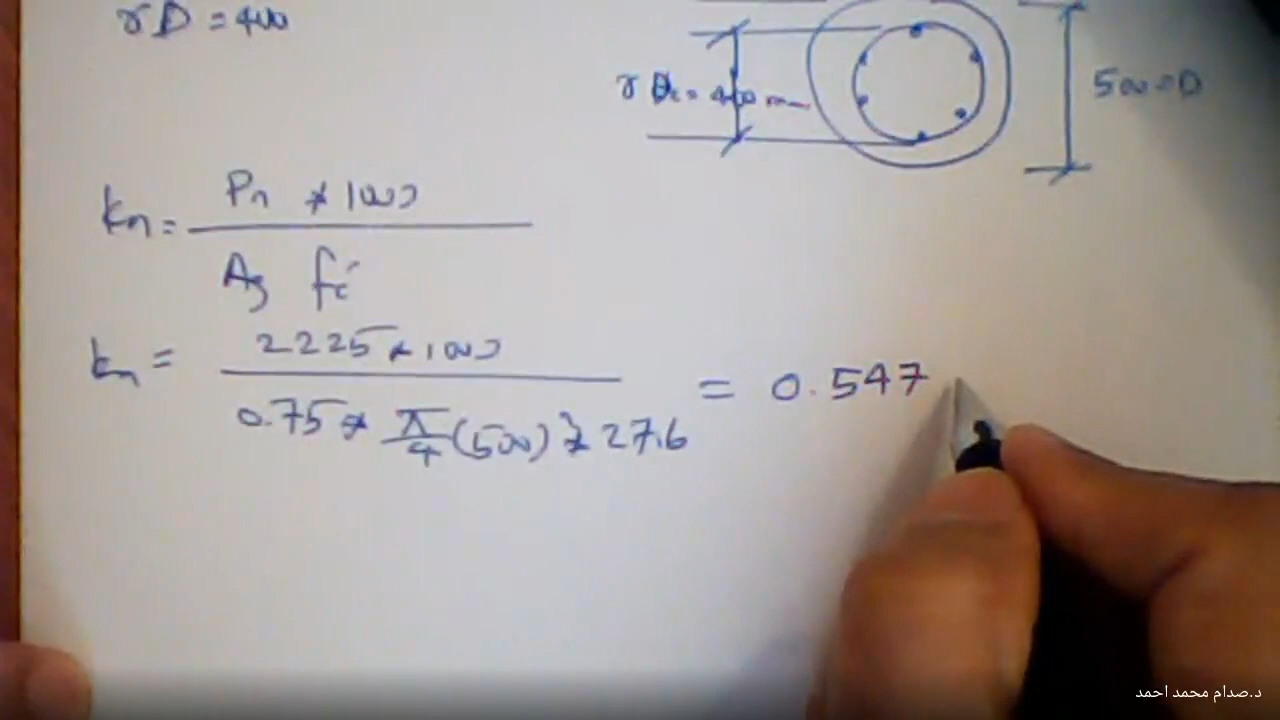 γD = 400
γD = 400 mm
500 = D
Kn = Pn * 1000
Ag fc'
kn = 2225 * 1000 = 0.547
0.75 * π/4 (500)² * 27.6
د.صدام محمد احمد